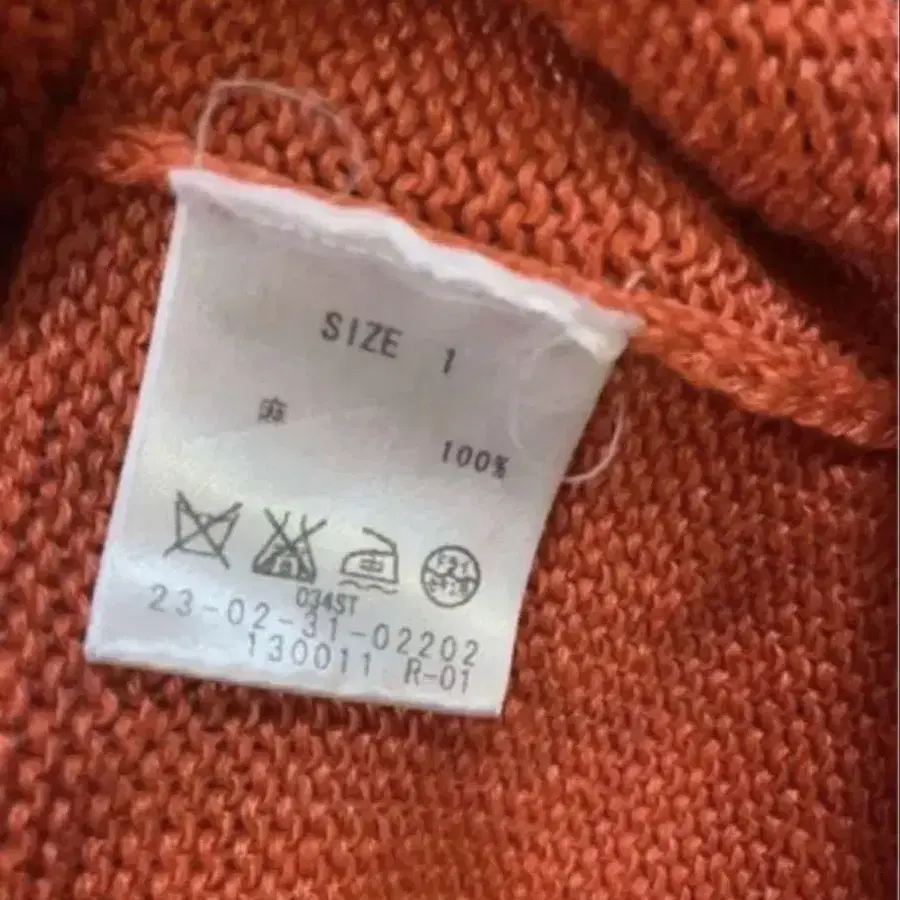 SIZE 1
麻
100%
034ST
23-02-31-02202
130011 R-01